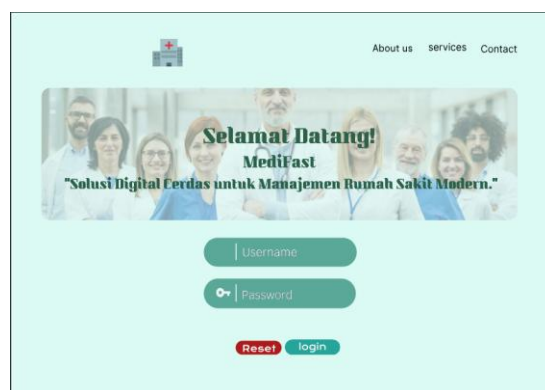 About us services Contact
Selamat Datang!
MediFast
"Solusi Digital Cerdas untuk Manajemen Rumah Sakit Modern."
Username
Password
Reset login